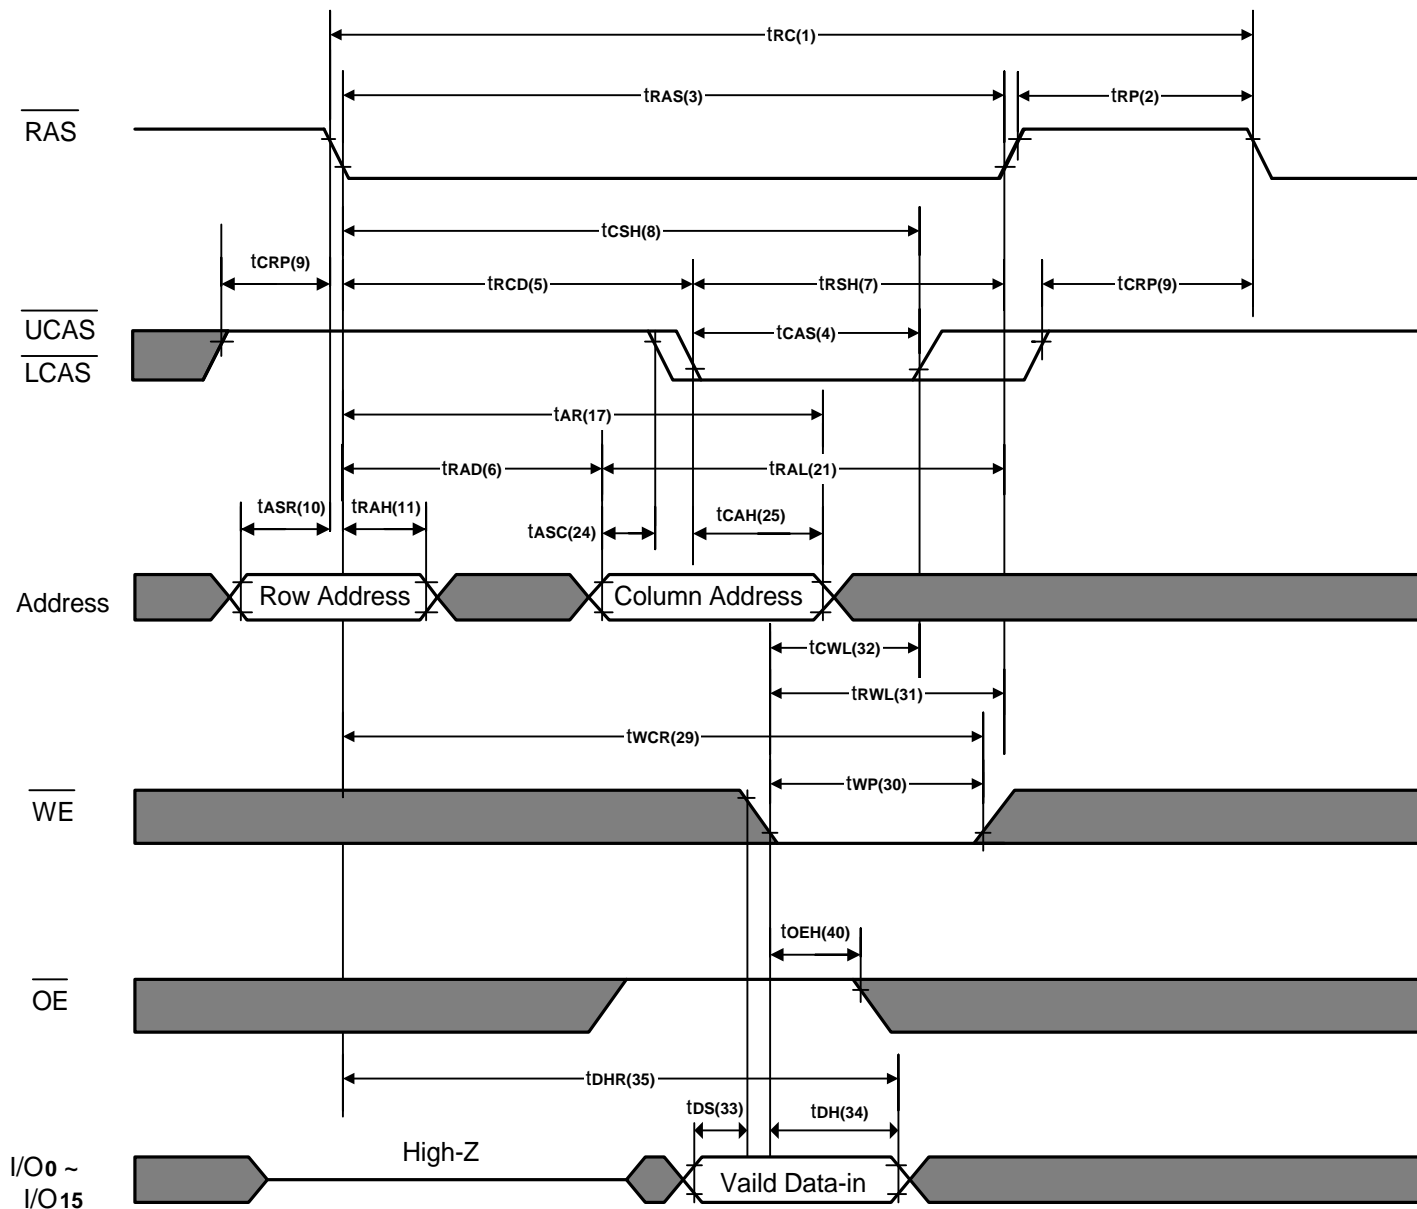 tRC(1)
tRAS(3)
tRP(2)
RAS
tCSH(8)
tCRP(9)
tRCD(5)
tRSH(7)
tCRP(9)
UCAS
tCAS(4)
LCAS
tAR(17)
tRAD(6)
tRAL(21)
tASR(10)
tRAH(11)
tASC(24)
tCAH(25)
Address
Row Address
Column Address
tCWL(32)
tRWL(31)
tWCR(29)
tWP(30)
WE
tOEH(40)
OE
tDHR(35)
tDS(33)
tDH(34)
High-Z
I/O0 ~
I/O15
Vaild Data-in